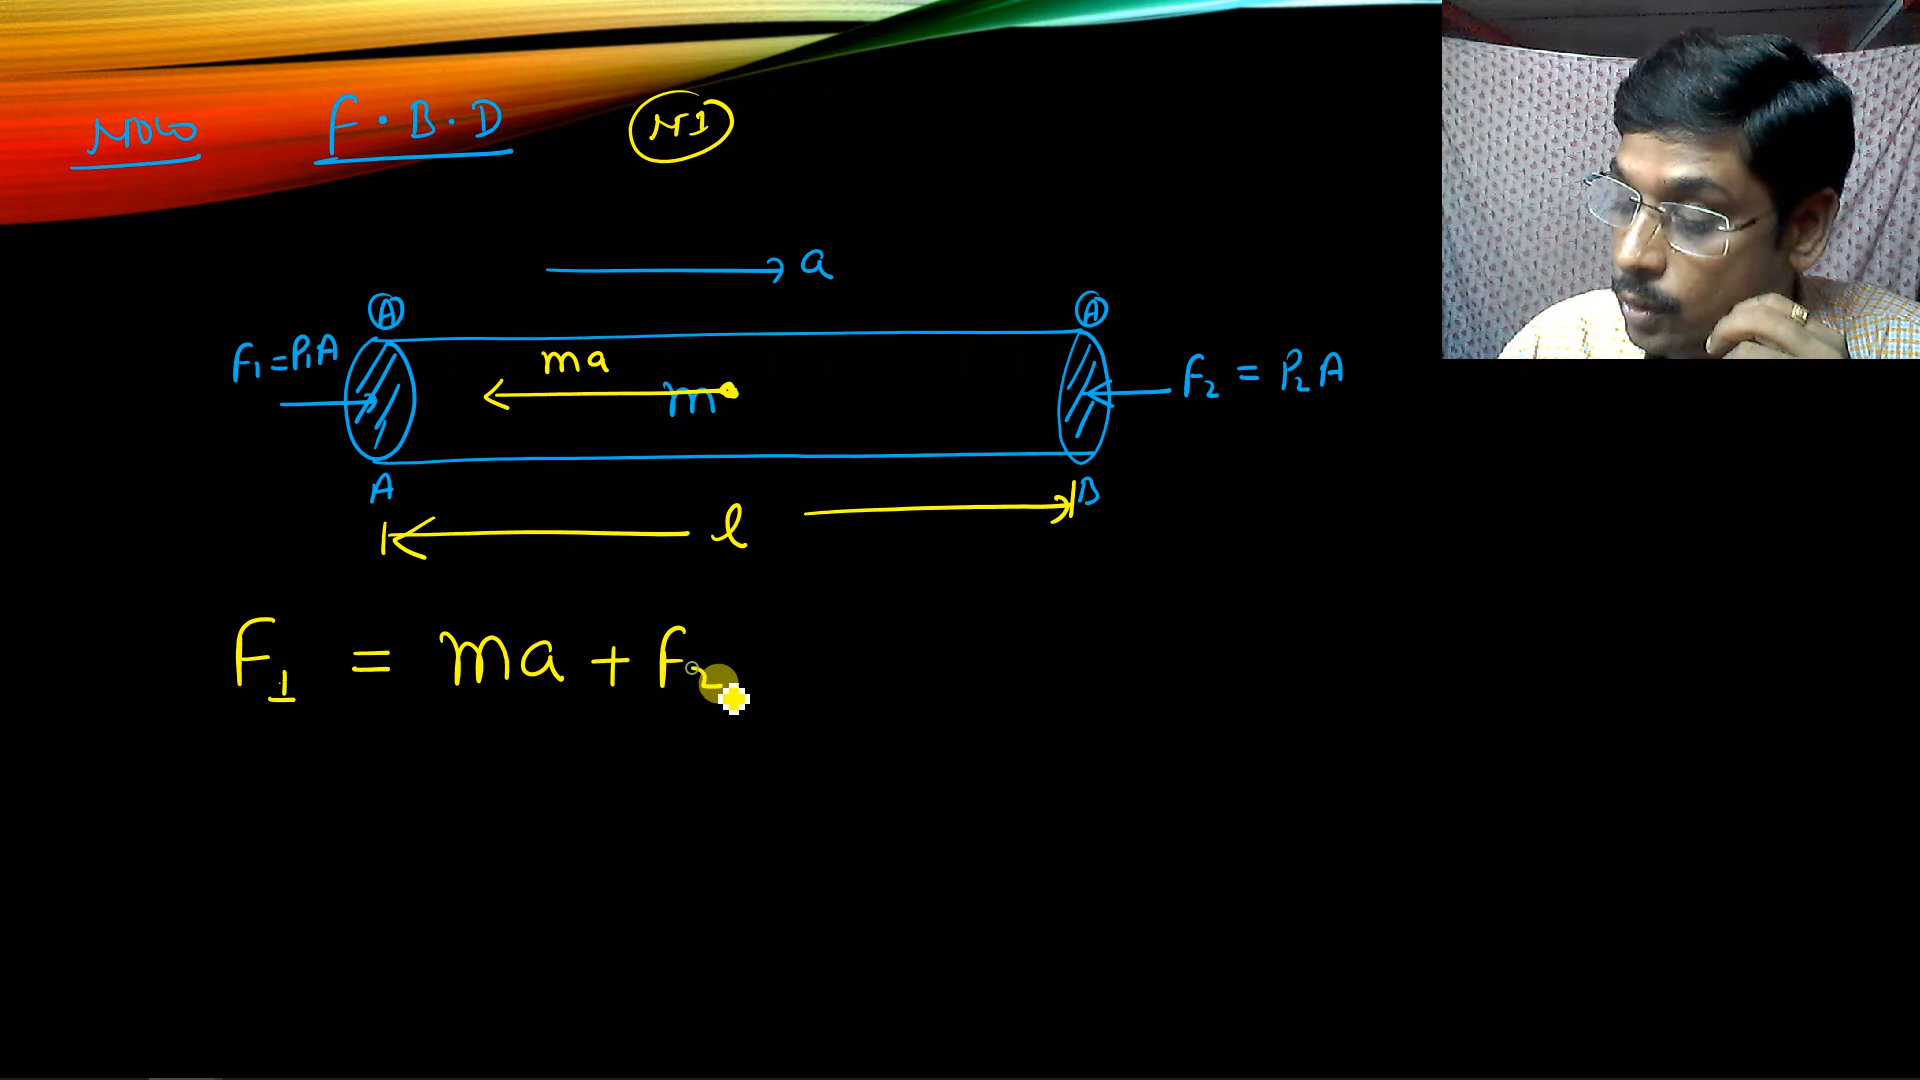 F.B.D
a
A A
F₁=P₁A ma m F₂ = P₂A
A B
l
F₁ = ma + F₂